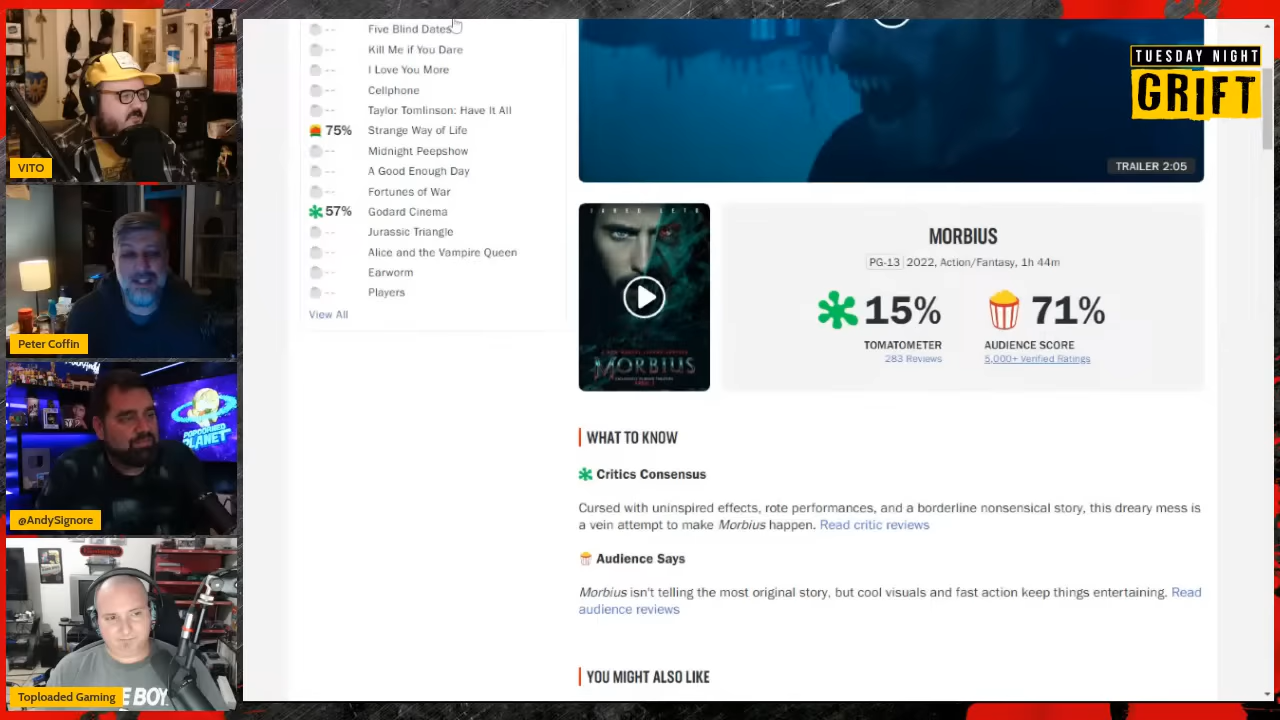 VITO
Peter Coffin
POPCORNED PLANET
@AndySignore
E BOY.
Toploaded Gaming
Five Blind Dates
Kill Me if You Dare
I Love You More
Cellphone
Taylor Tomlinson: Have It All
75% Strange Way of Life
Midnight Peepshow
A Good Enough Day
Fortunes of War
57% Godard Cinema
Jurassic Triangle
Alice and the Vampire Queen
Earworm
Players
View All
TUESDAY NIGHT
GRIFT
TRAILER 2:05
JARED LETO
MORBIUS
MORBIUS
PG-13 2022, Action/Fantasy, 1h 44m
15% 71%
TOMATOMETER AUDIENCE SCORE
283 Reviews 5,000+ Verified Ratings
WHAT TO KNOW
Critics Consensus
Cursed with uninspired effects, rote performances, and a borderline nonsensical story, this dreary mess is
a vein attempt to make Morbius happen. Read critic reviews
Audience Says
Morbius isn't telling the most original story, but cool visuals and fast action keep things entertaining. Read
audience reviews
YOU MIGHT ALSO LIKE